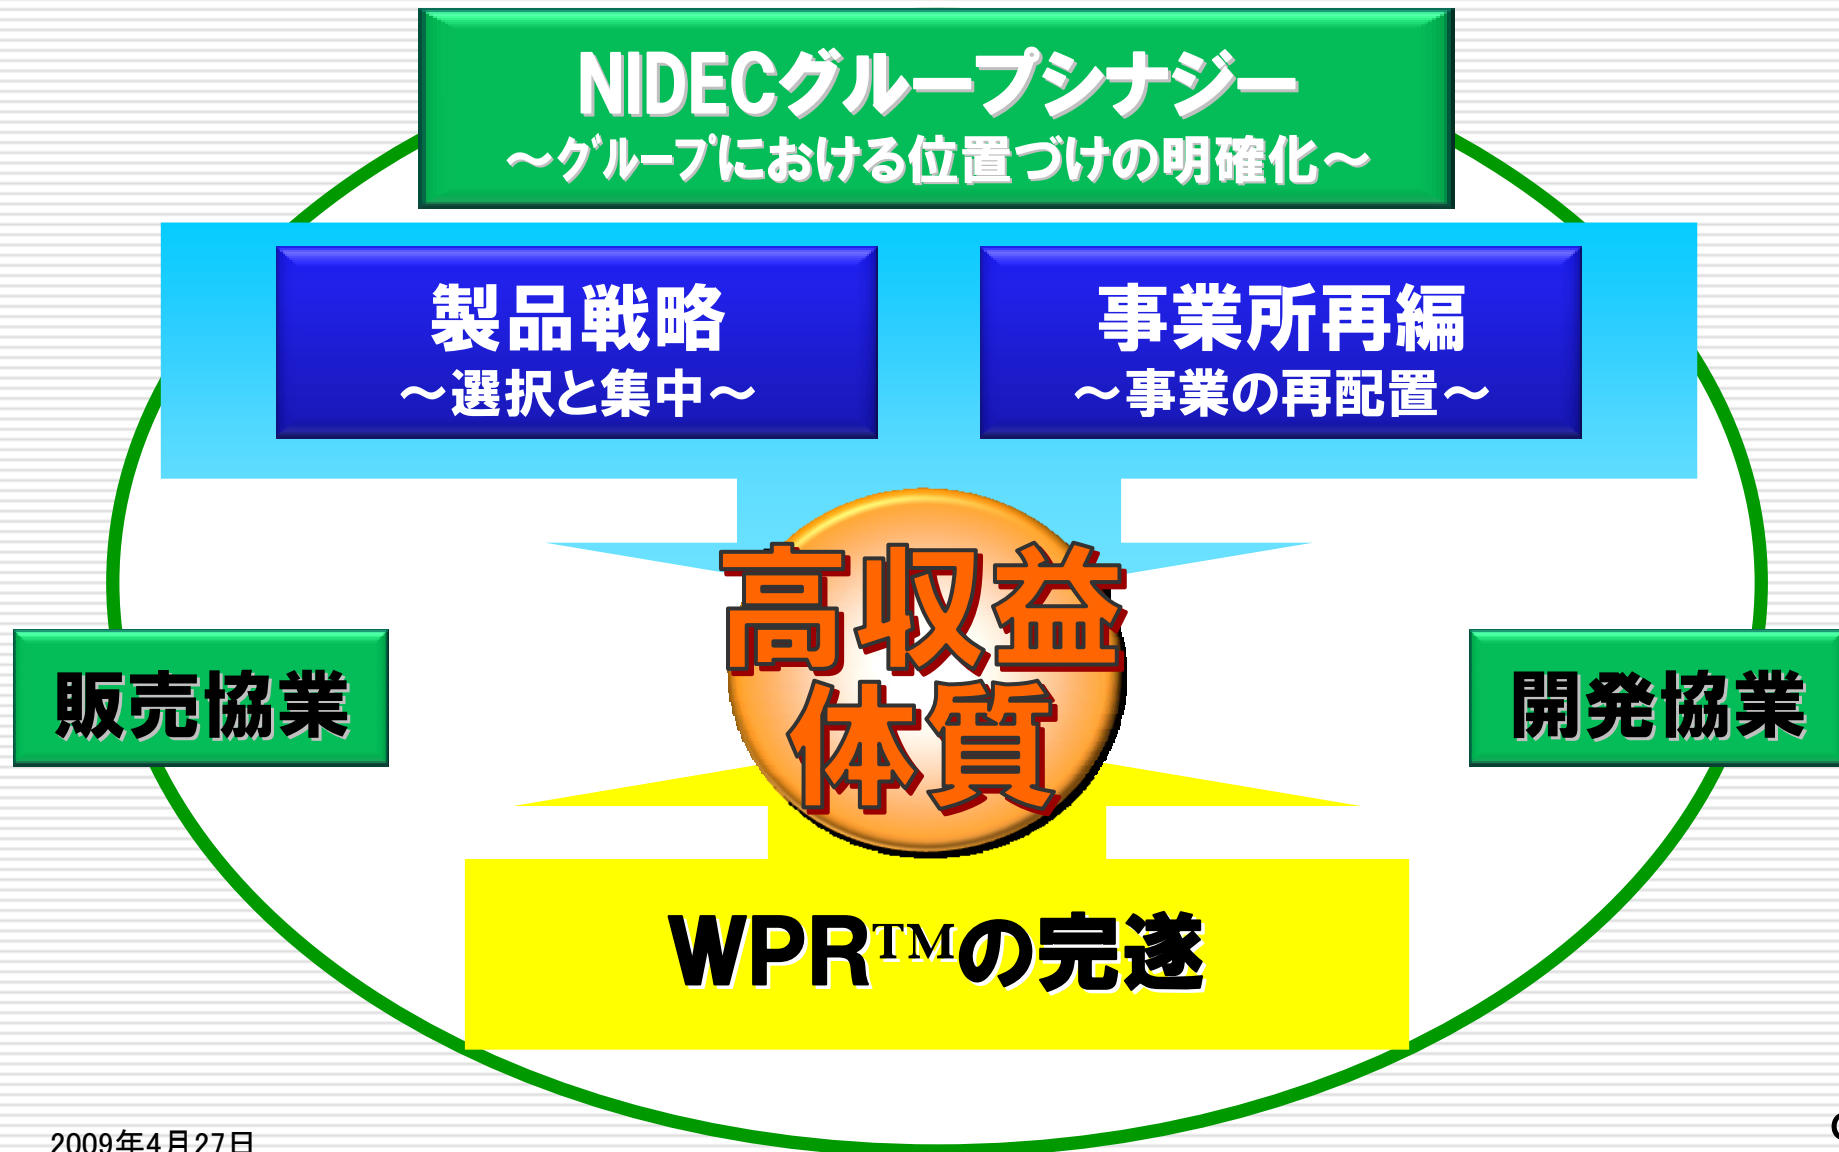 NIDECグループシナジー
～グループにおける位置づけの明確化～
製品戦略
～選択と集中～
事業所再編
～事業の再配置～
高収益
体質
販売協業
開発協業
WPR™の完遂
2009年4月27日